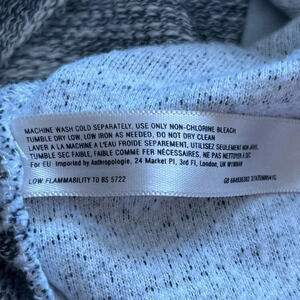 MACHINE WASH COLD SEPARATELY, USE ONLY NON-CHLORINE BLEACH
TUMBLE DRY LOW, LOW IRON AS NEEDED, DO NOT DRY CLEAN
LAVER A LA MACHINE A L'EAU FROIDE SEPAREMENT, UTILISEZ SEULEMENT NON JAVEL
TUMBLE SEC FAIBLE, FAIBLE COMME FER NÉCESSAIRES, NE PAS NETTOYER À SEC
For EU: Imported by Anthropologie, 24 Market Pl, 3rd Fl, London, UK W1W8AN
LOW FLAMMABILITY TO BS 5722
GB